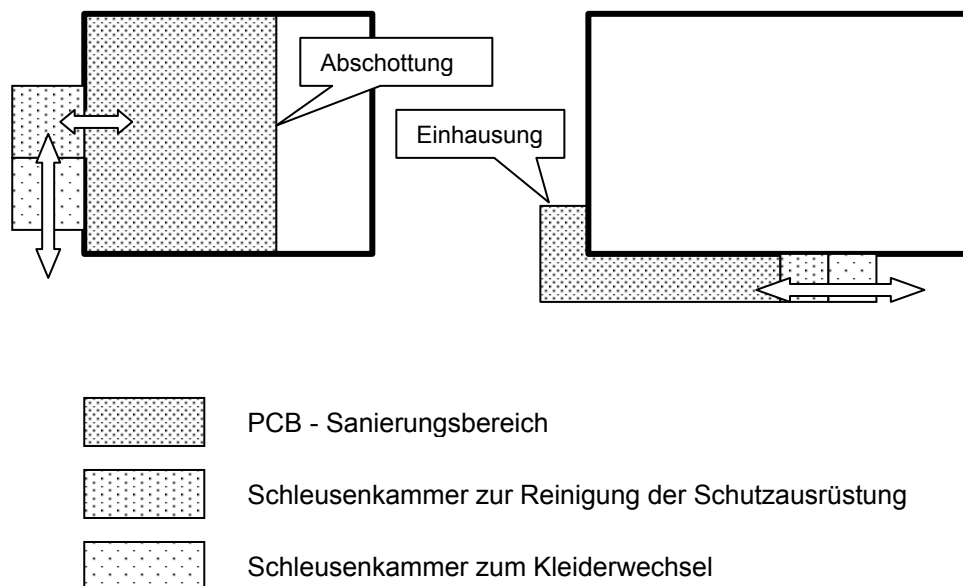 Abschottung
Einhausung
PCB - Sanierungsbereich
Schleusenkammer zur Reinigung der Schutzausrüstung
Schleusenkammer zum Kleiderwechsel